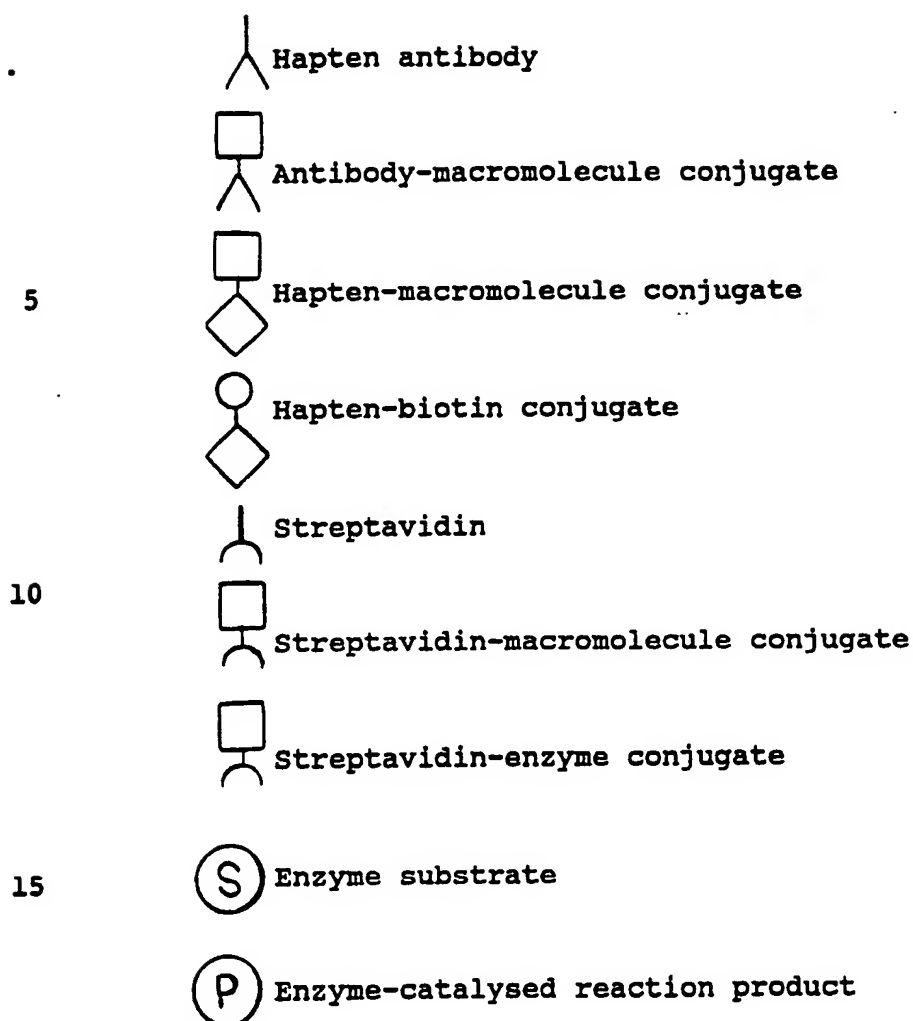 Hapten antibody
Antibody-macromolecule conjugate
5 Hapten-macromolecule conjugate
Hapten-biotin conjugate
Streptavidin
10
Streptavidin-macromolecule conjugate
Streptavidin-enzyme conjugate
15 S Enzyme substrate
P Enzyme-catalysed reaction product